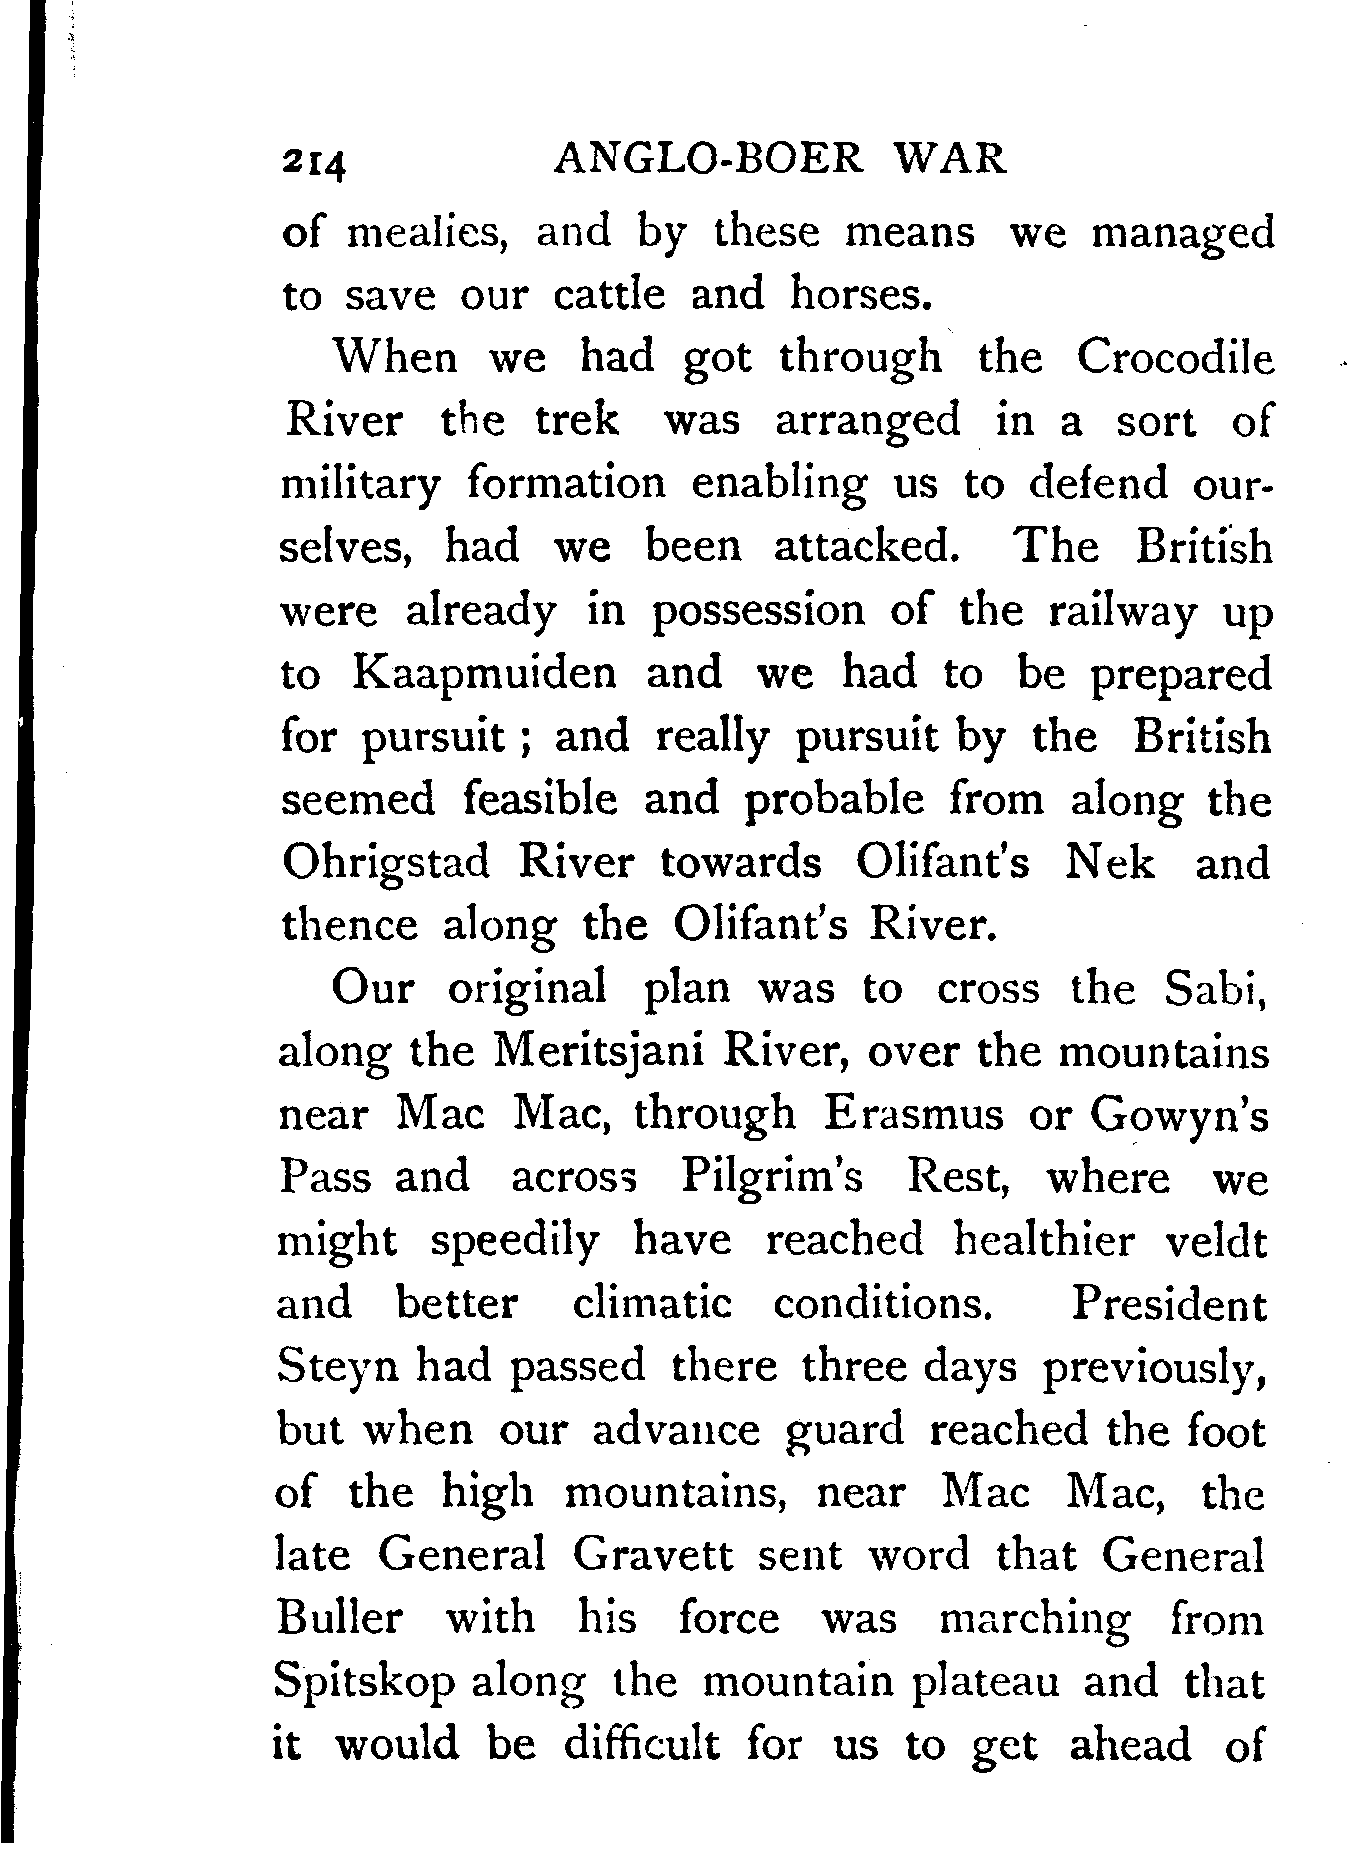 214 ANGLO-BOER WAR
of mealies, and by these means we managed
to save our cattle and horses.
When we had got through the Crocodile
River the trek was arranged in a sort of
military formation enabling us to defend our-
selves, had we been attacked. The British
were already in possession of the railway up
to Kaapmuiden and we had to be prepared
for pursuit ; and really pursuit by the British
seemed feasible and probable from along the
Ohrigstad River towards Olifant's Nek and
thence along the Olifant's River.
Our original plan was to cross the Sabi,
along the Meritsjani River, over the mountains
near Mac Mac, through Erasmus or Gowyn's
Pass and across Pilgrim's Rest, where we
might speedily have reached healthier veldt
and better climatic conditions. President
Steyn had passed there three days previously,
but when our advance guard reached the foot
of the high mountains, near Mac Mac, the
late General Gravett sent word that General
Buller with his force was marching from
Spitskop along the mountain plateau and that
it would be difficult for us to get ahead of